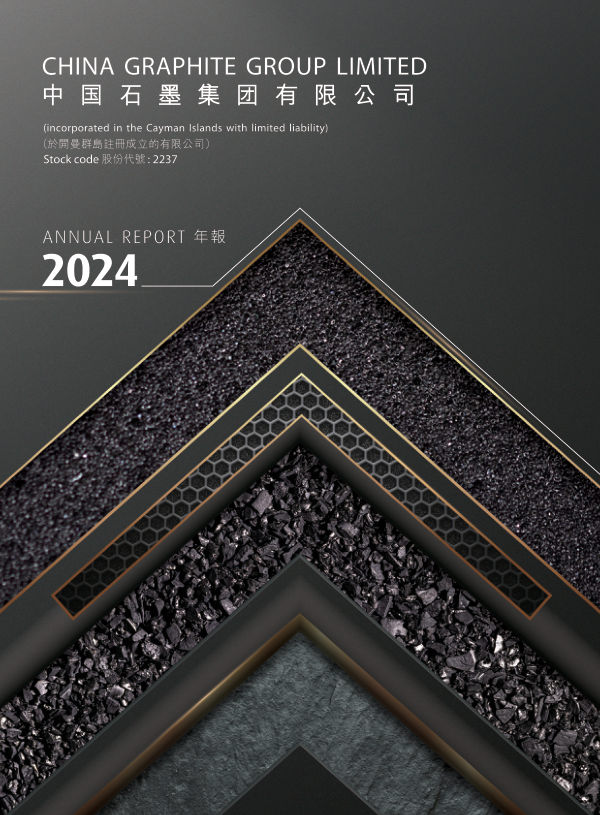 CHINA GRAPHITE GROUP LIMITED
中国石墨集团有限公司
(incorporated in the Cayman Islands with limited liability)
(於開曼群島註冊成立的有限公司)
Stock code 股份代號 : 2237
ANNUAL REPORT 年報
2024